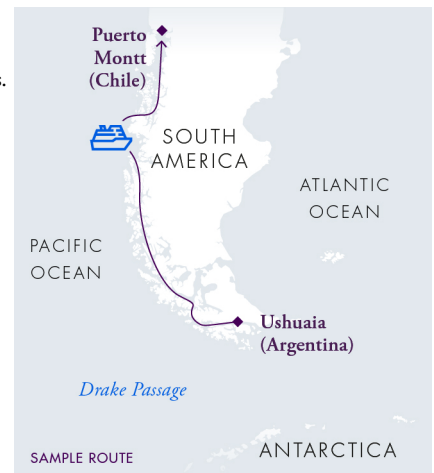 Puerto
Montt
(Chile)
s.
SOUTH
AMERICA
ATLANTIC
OCEAN
PACIFIC
OCEAN
Ushuaia
(Argentina)
Drake Passage
ANTARCTICA
SAMPLE ROUTE